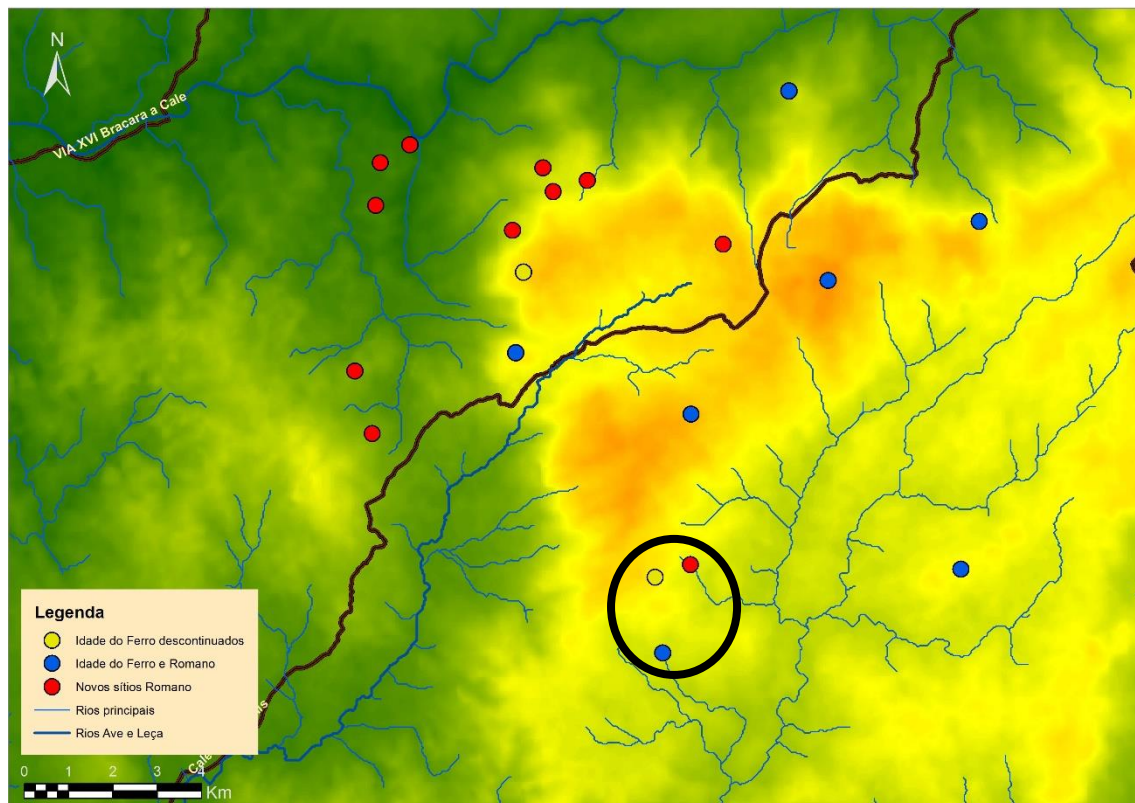 N
VIA XVI Bracara a Cale
Legenda
Idade do Ferro descontinuados
Idade do Ferro e Romano
Novos sítios Romano
Rios principais
Rios Ave e Leça
0 1 2 3 4
Km